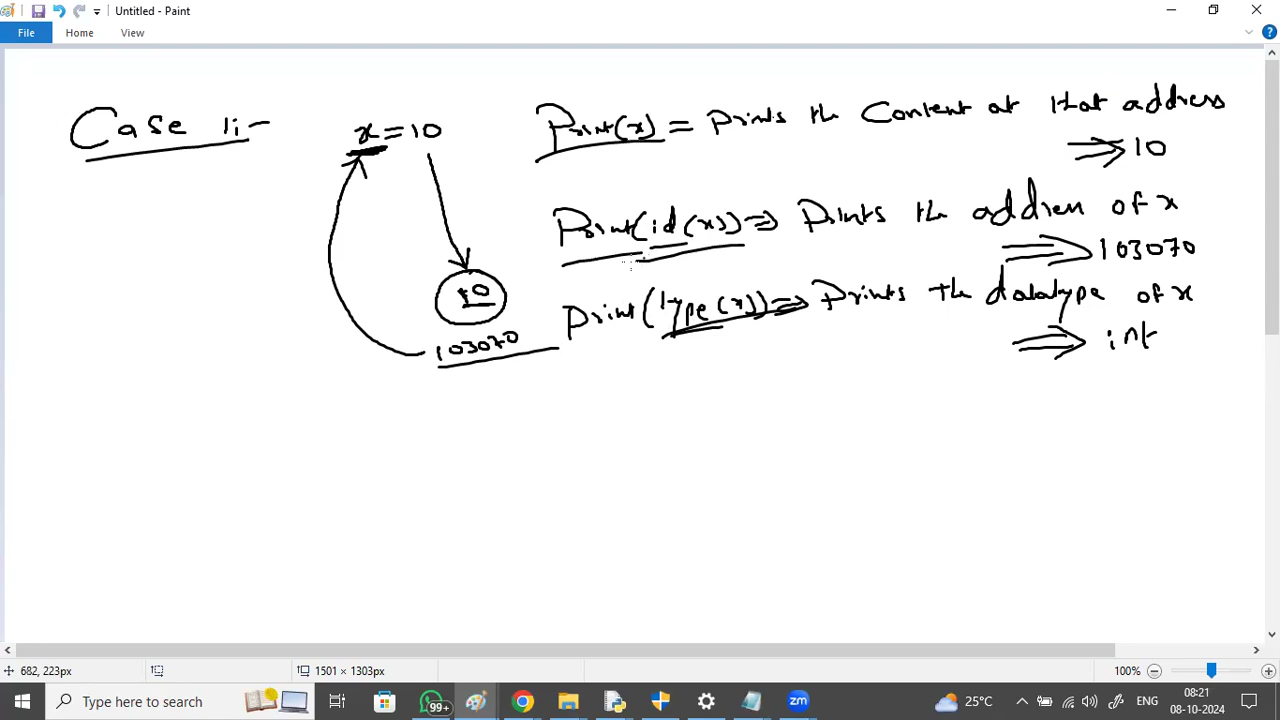 Untitled - Paint
File Home View
Case 1:-
x=10
Print(x) = Prints the Content at that address
⇒ 10
Print(id(x)) ⇒ Prints the address of x
⇒ 103070
10
103070
Print(type(x)) ⇒ Prints the datatype of x
⇒ int
682, 223px
1501 × 1303px
100%
Type here to search
99+
25°C
ENG
08:21
08-10-2024